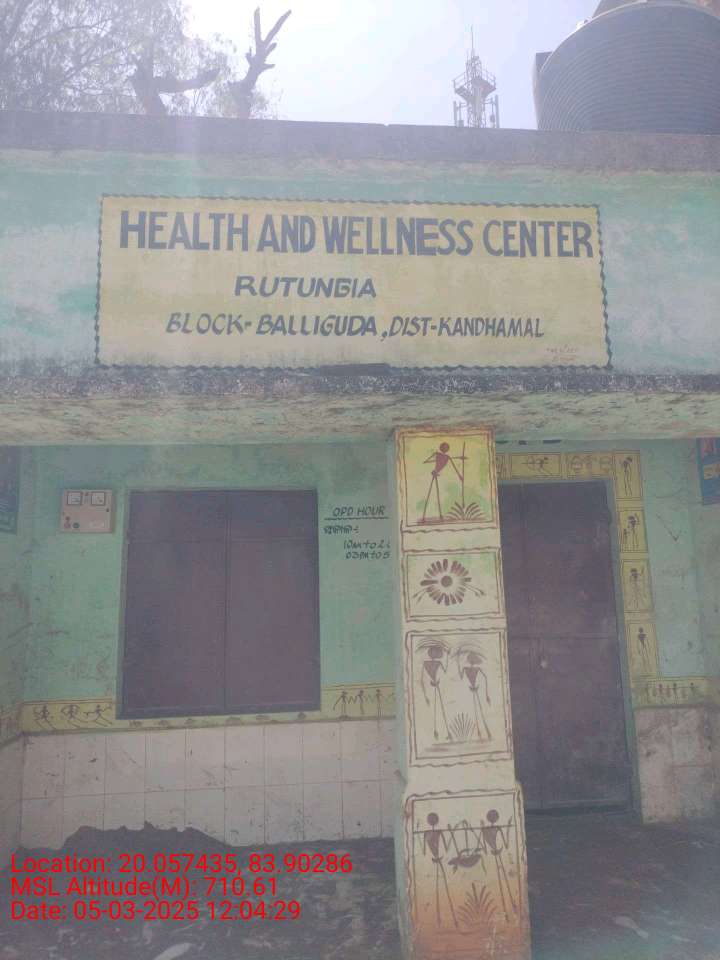 HEALTH AND WELLNESS CENTER
RUTUNGIA
BLOCK-BALLIGUDA, DIST-KANDHAMAL
OPD HOUR
Location: 20.057435, 83.90286
MSL Altitude(M): 710.61
Date: 05-03-2025 12:04:29